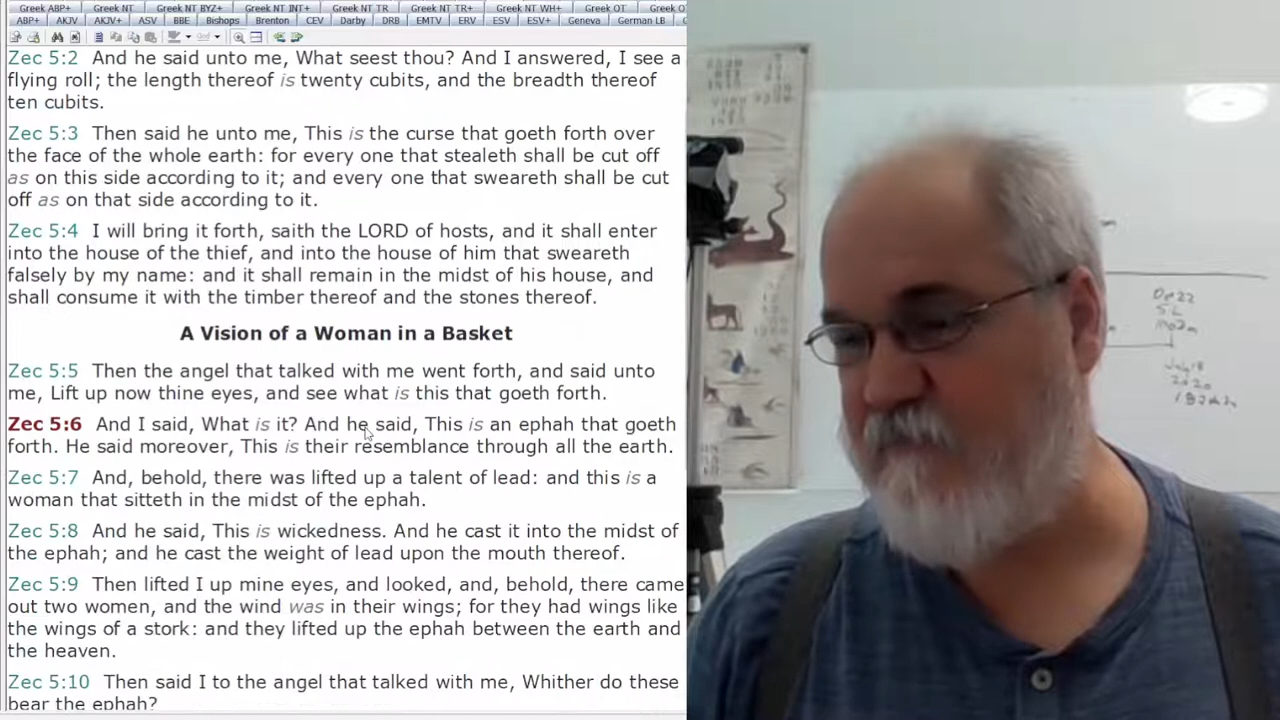 Greek ABP+ Greek NT Greek NT BYZ+ Greek NT INT+ Greek NT TR Greek NT TR+ Greek NT WH+ Greek OT
ABP+ AKJV AKJV+ ASV BBE Bishops Brenton CEV Darby DRB EMTV ERV ESV ESV+ Geneva German LB
Zec 5:2 And he said unto me, What seest thou? And I answered, I see a
flying roll; the length thereof is twenty cubits, and the breadth thereof
ten cubits.
Zec 5:3 Then said he unto me, This is the curse that goeth forth over
the face of the whole earth: for every one that stealeth shall be cut off
as on this side according to it; and every one that sweareth shall be cut
off as on that side according to it.
Zec 5:4 I will bring it forth, saith the LORD of hosts, and it shall enter
into the house of the thief, and into the house of him that sweareth
falsely by my name: and it shall remain in the midst of his house, and
shall consume it with the timber thereof and the stones thereof.
A Vision of a Woman in a Basket
Zec 5:5 Then the angel that talked with me went forth, and said unto
me, Lift up now thine eyes, and see what is this that goeth forth.
Zec 5:6 And I said, What is it? And he said, This is an ephah that goeth
forth. He said moreover, This is their resemblance through all the earth.
Zec 5:7 And, behold, there was lifted up a talent of lead: and this is a
woman that sitteth in the midst of the ephah.
Zec 5:8 And he said, This is wickedness. And he cast it into the midst of
the ephah; and he cast the weight of lead upon the mouth thereof.
Zec 5:9 Then lifted I up mine eyes, and looked, and, behold, there came
out two women, and the wind was in their wings; for they had wings like
the wings of a stork: and they lifted up the ephah between the earth and
the heaven.
Zec 5:10 Then said I to the angel that talked with me, Whither do these
bear the ephah?
Oct 22
July 18
2020